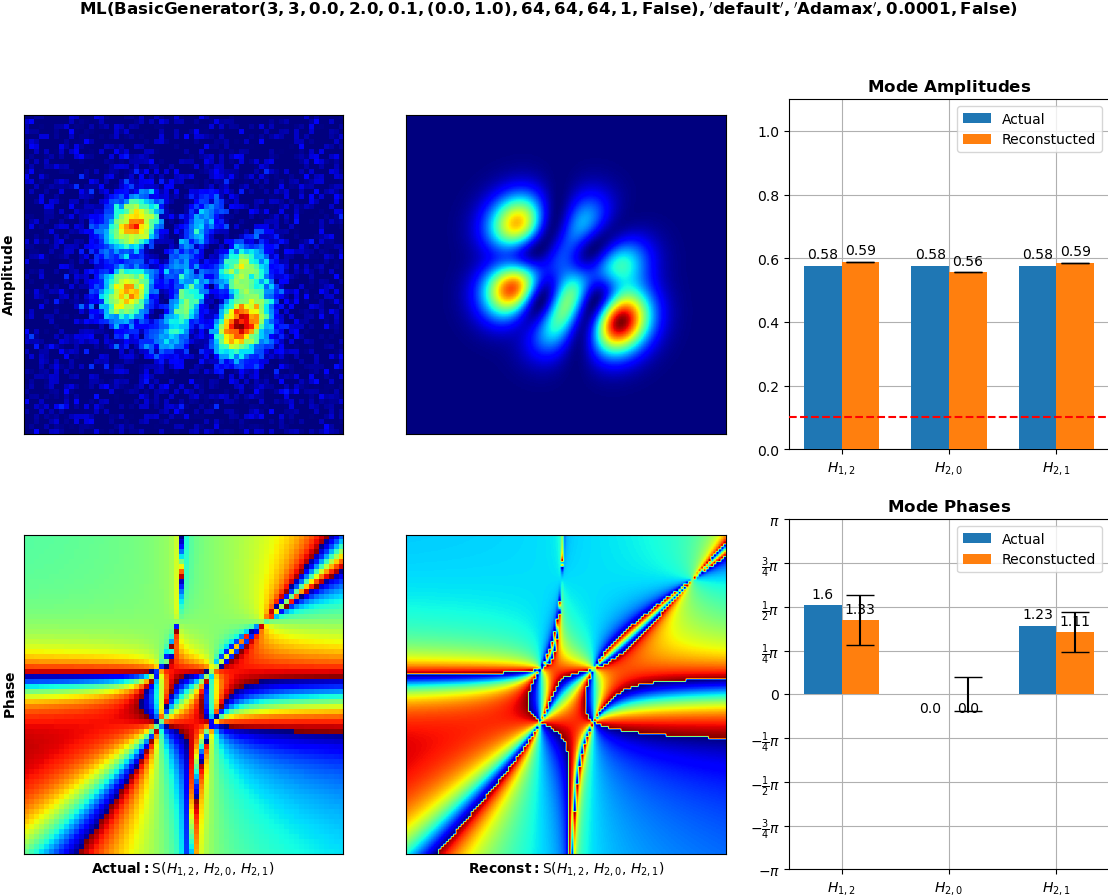 ML(BasicGenerator(3, 3, 0.0, 2.0, 0.1, (0.0, 1.0), 64, 64, 64, 1, False), ′default′, ′Adamax′, 0.0001, False)
Mode Amplitudes
Amplitude
1.0
0.8
0.6
0.4
0.2
0.0
Actual
Reconstucted
0.58 0.59 0.58 0.56 0.58 0.59
H1,2 H2,0 H2,1
Mode Phases
Phase
π
3/4π
1/2π
1/4π
0
−1/4π
−1/2π
−3/4π
−π
Actual
Reconstucted
1.6 1.33 0.0 0.0 1.23 1.11
H1,2 H2,0 H2,1
Actual: S(H1,2, H2,0, H2,1)
Reconst: S(H1,2, H2,0, H2,1)